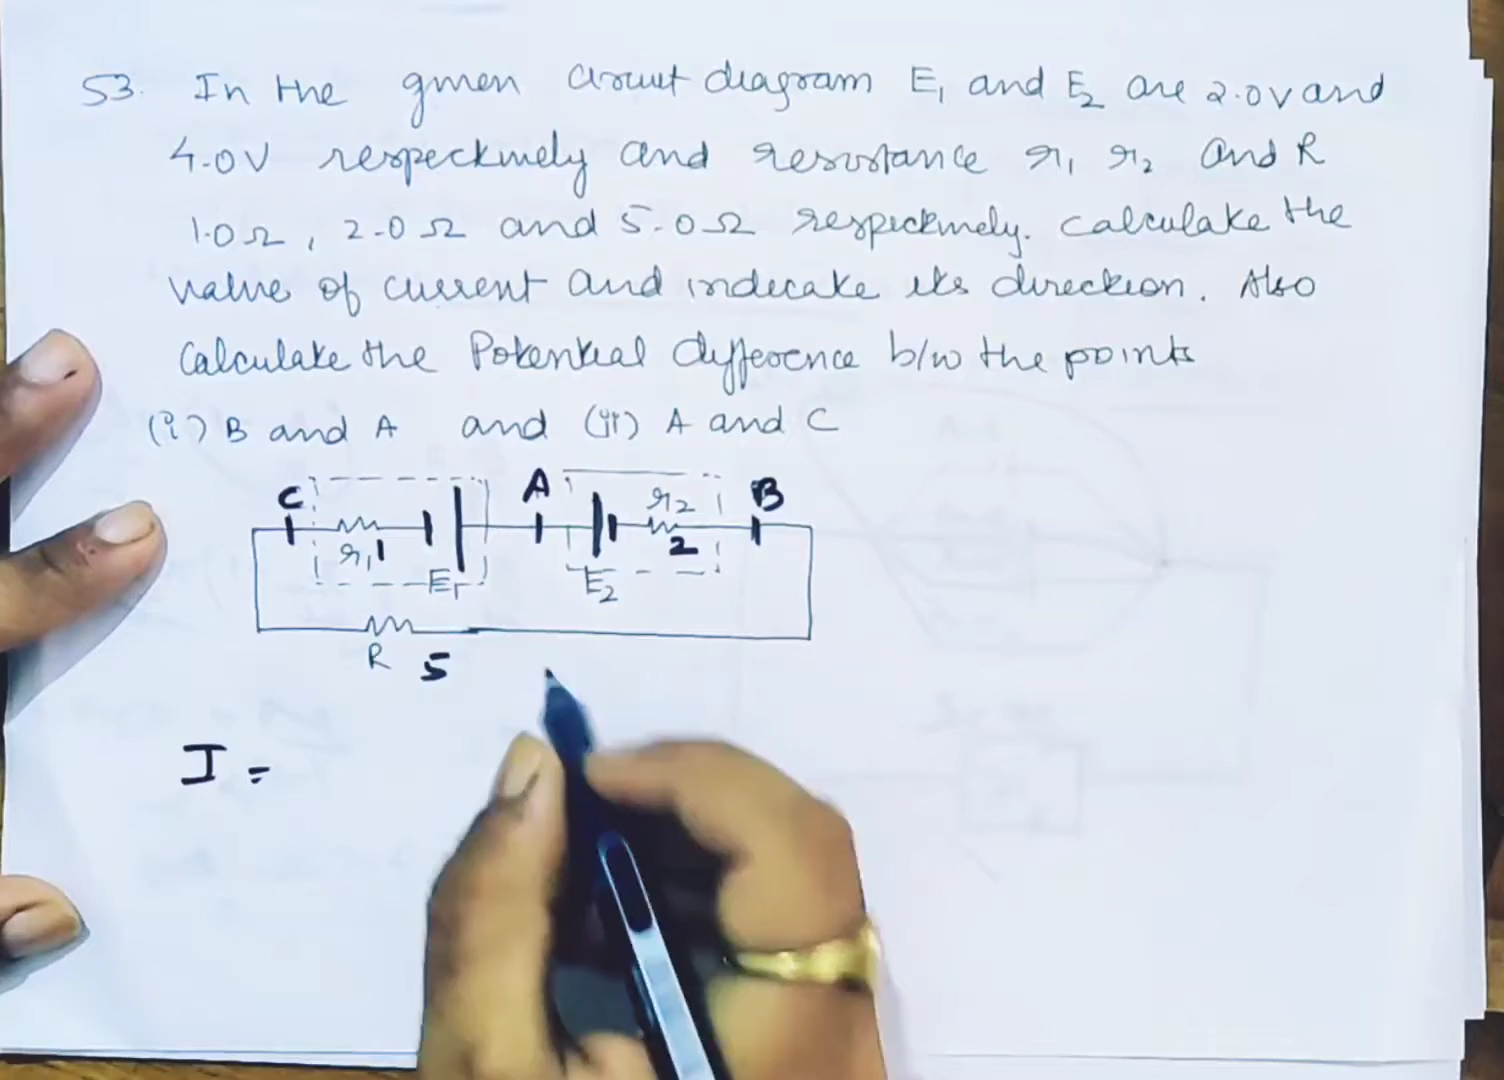 53. In the given circuit diagram E₁ and E₂ are 2.0V and
4.0V respectively and resistance r₁ r₂ and R
1.0Ω, 2.0Ω and 5.0Ω respectively. Calculate the
value of current and indicate its direction. Also
Calculate the Potential difference b/w the points
(i) B and A and (ii) A and C
C A r₂ B
r₁ 1 E₁ E₂ 2
R 5
I =